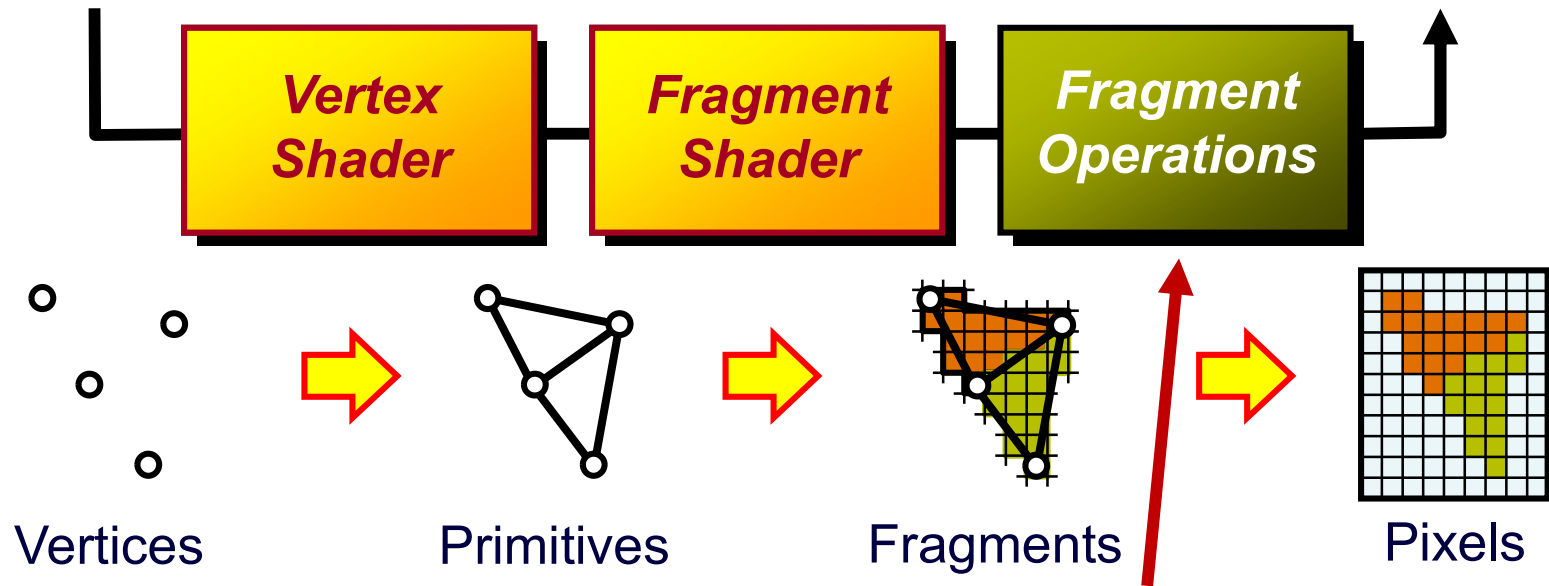 Vertex
Shader
Fragment
Shader
Fragment
Operations
Vertices
Primitives
Fragments
Pixels